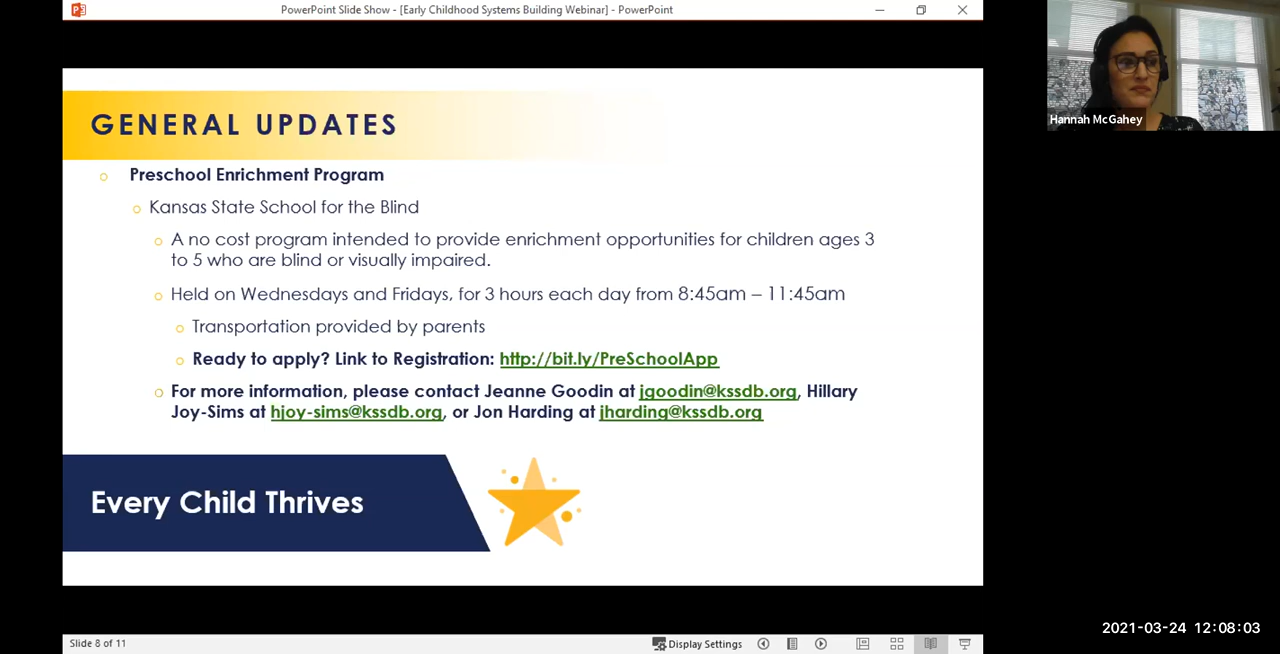 PowerPoint Slide Show - [Early Childhood Systems Building Webinar] - PowerPoint
Hannah McGahey
GENERAL UPDATES
Preschool Enrichment Program
Kansas State School for the Blind
A no cost program intended to provide enrichment opportunities for children ages 3
to 5 who are blind or visually impaired.
Held on Wednesdays and Fridays, for 3 hours each day from 8:45am – 11:45am
Transportation provided by parents
Ready to apply? Link to Registration: http://bit.ly/PreSchoolApp
For more information, please contact Jeanne Goodin at jgoodin@kssdb.org, Hillary
Joy-Sims at hjoy-sims@kssdb.org, or Jon Harding at jharding@kssdb.org
Every Child Thrives
2021-03-24 12:08:03
Slide 8 of 11
Display Settings